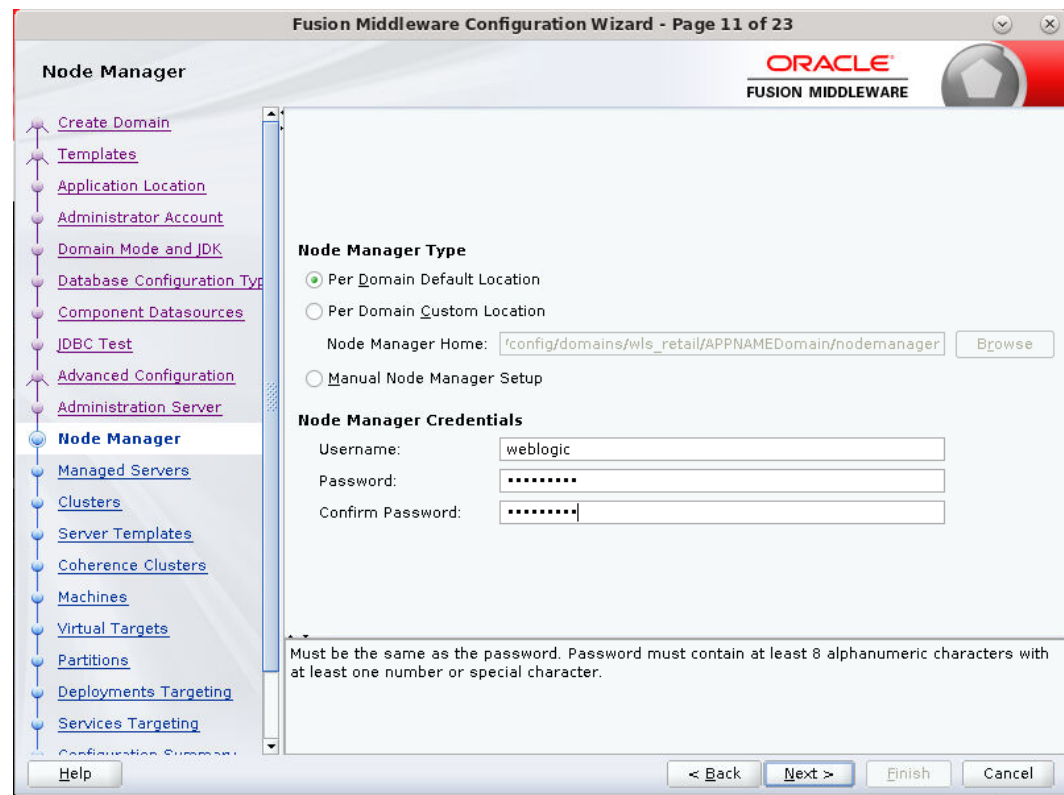 Fusion Middleware Configuration Wizard - Page 11 of 23
Node Manager
ORACLE
FUSION MIDDLEWARE
Create Domain
Templates
Application Location
Administrator Account
Domain Mode and JDK
Database Configuration Typ
Component Datasources
JDBC Test
Advanced Configuration
Administration Server
Node Manager
Managed Servers
Clusters
Server Templates
Coherence Clusters
Machines
Virtual Targets
Partitions
Deployments Targeting
Services Targeting
Configuration Summary
Node Manager Type
Per Domain Default Location
Per Domain Custom Location
Node Manager Home: /config/domains/wls_retail/APPNAMEDomain/nodemanager Browse
Manual Node Manager Setup
Node Manager Credentials
Username: weblogic
Password: •••••••••
Confirm Password: •••••••••
Must be the same as the password. Password must contain at least 8 alphanumeric characters with
at least one number or special character.
Help < Back Next > Finish Cancel